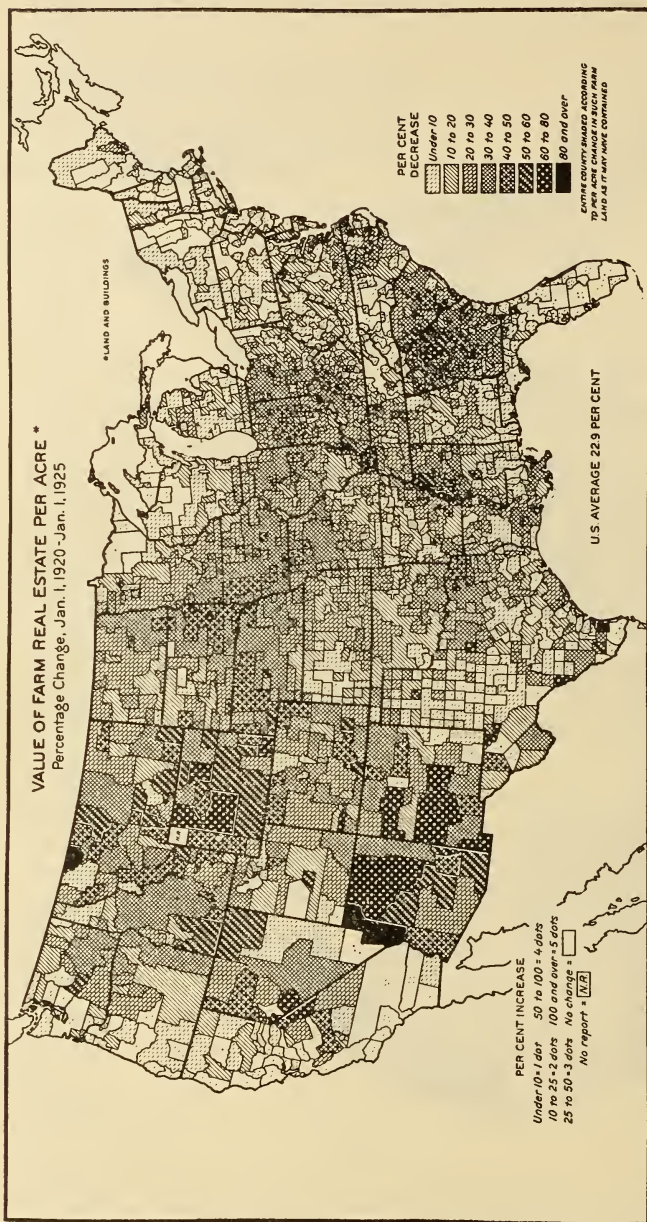 VALUE OF FARM REAL ESTATE PER ACRE *
Percentage Change, Jan. 1, 1920 - Jan. 1, 1925
*LAND AND BUILDINGS
PER CENT
DECREASE
Under 10
10 to 20
20 to 30
30 to 40
40 to 50
50 to 60
60 to 80
80 and over
ENTIRE COUNTY SHADED ACCORDING
TO PER ACRE CHANGE IN SUCH FARM
LAND AS IT MAY HAVE CONTAINED
U.S. AVERAGE 22.9 PER CENT
PER CENT INCREASE
Under 10 = 1 dot 50 to 100 = 4 dots
10 to 25 = 2 dots 100 and over = 5 dots
25 to 50 = 3 dots No change =
No report = N.R.
N.R.